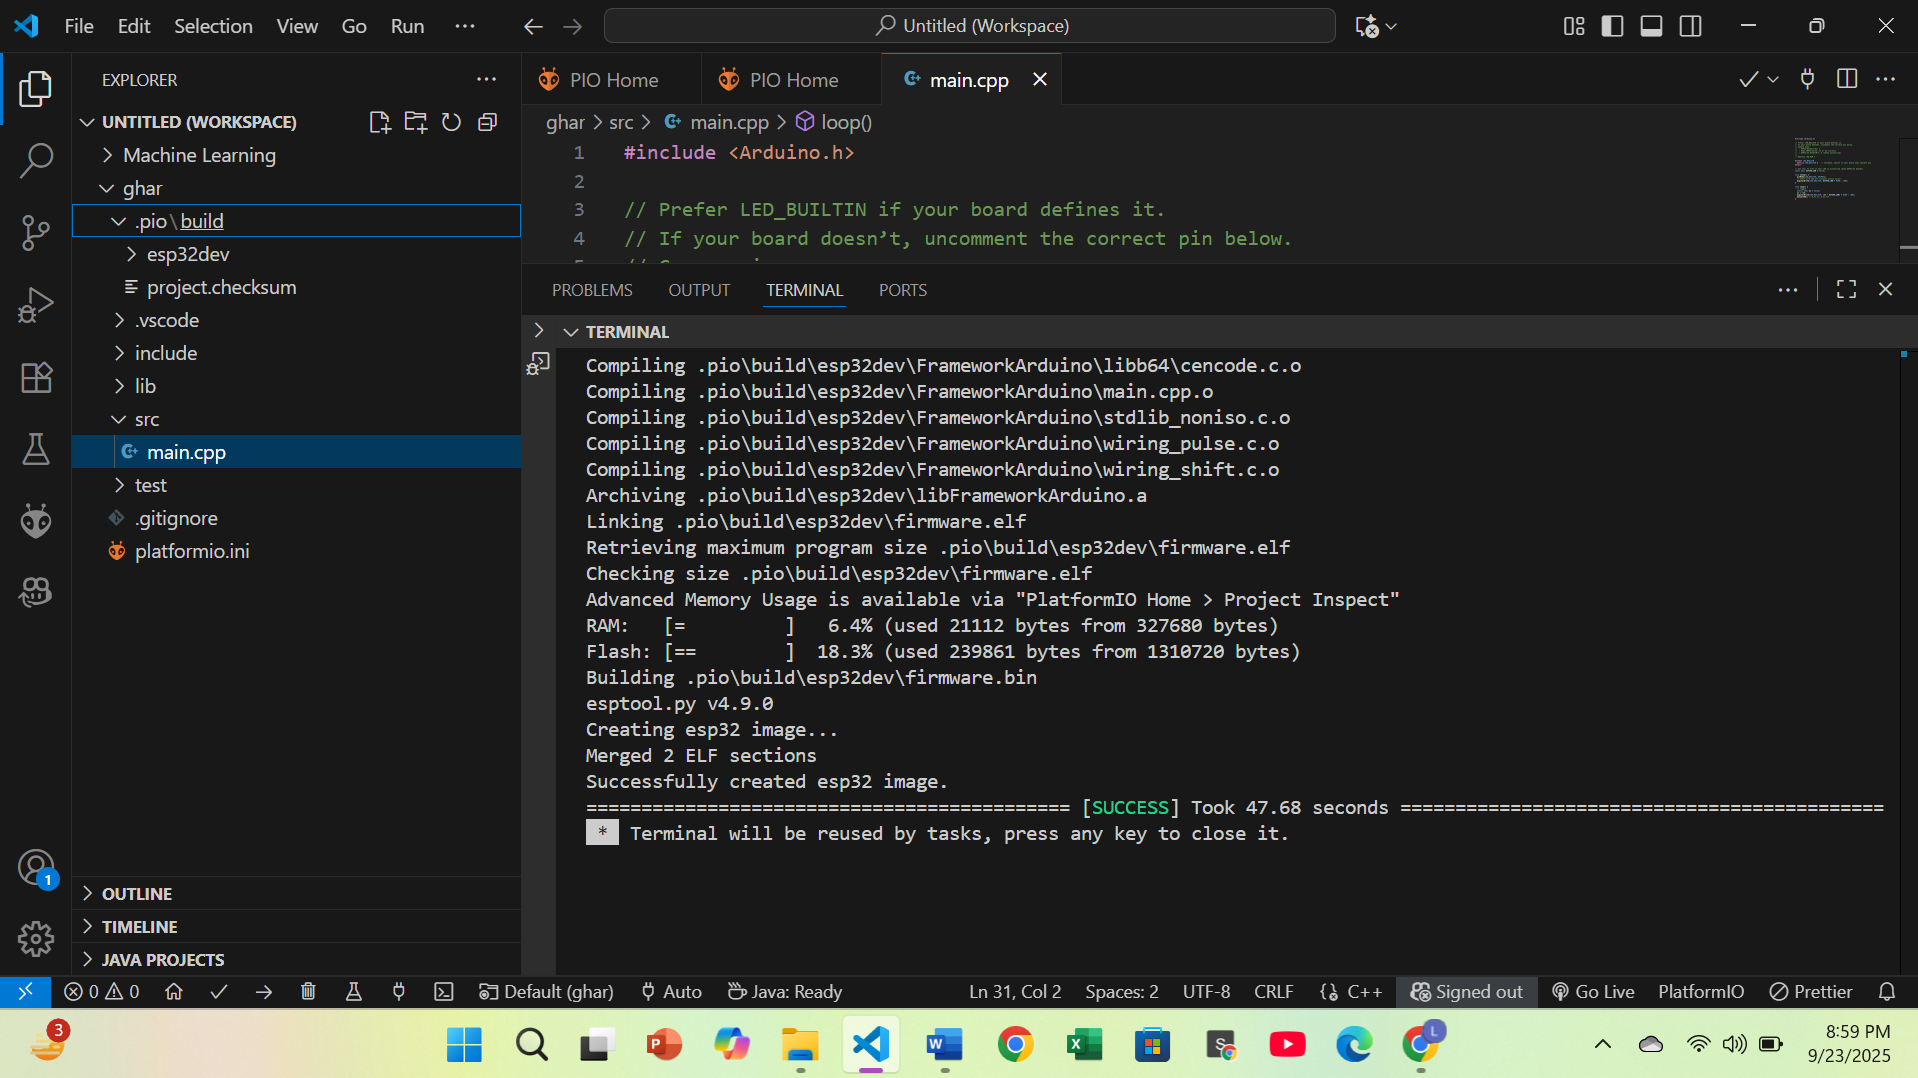 File Edit Selection View Go Run
Untitled (Workspace)
EXPLORER
UNTITLED (WORKSPACE)
Machine Learning
ghar
.pio\build
esp32dev
project.checksum
.vscode
include
lib
src
main.cpp
test
.gitignore
platformio.ini
OUTLINE
TIMELINE
JAVA PROJECTS
1
PIO Home
PIO Home
main.cpp
ghar > src > main.cpp > loop()
1 #include <Arduino.h>
2
3 // Prefer LED_BUILTIN if your board defines it.
4 // If your board doesn’t, uncomment the correct pin below.
PROBLEMS OUTPUT TERMINAL PORTS
TERMINAL
Compiling .pio\build\esp32dev\FrameworkArduino\libb64\cencode.c.o
Compiling .pio\build\esp32dev\FrameworkArduino\main.cpp.o
Compiling .pio\build\esp32dev\FrameworkArduino\stdlib_noniso.c.o
Compiling .pio\build\esp32dev\FrameworkArduino\wiring_pulse.c.o
Compiling .pio\build\esp32dev\FrameworkArduino\wiring_shift.c.o
Archiving .pio\build\esp32dev\libFrameworkArduino.a
Linking .pio\build\esp32dev\firmware.elf
Retrieving maximum program size .pio\build\esp32dev\firmware.elf
Checking size .pio\build\esp32dev\firmware.elf
Advanced Memory Usage is available via "PlatformIO Home > Project Inspect"
RAM:   [=         ]   6.4% (used 21112 bytes from 327680 bytes)
Flash: [==        ]  18.3% (used 239861 bytes from 1310720 bytes)
Building .pio\build\esp32dev\firmware.bin
esptool.py v4.9.0
Creating esp32 image...
Merged 2 ELF sections
Successfully created esp32 image.
============================================ [SUCCESS] Took 47.68 seconds ============================================
* Terminal will be reused by tasks, press any key to close it.
0 0 Default (ghar) Auto Java: Ready Ln 31, Col 2 Spaces: 2 UTF-8 CRLF C++ Signed out Go Live PlatformIO Prettier
3
L
8:59 PM
9/23/2025